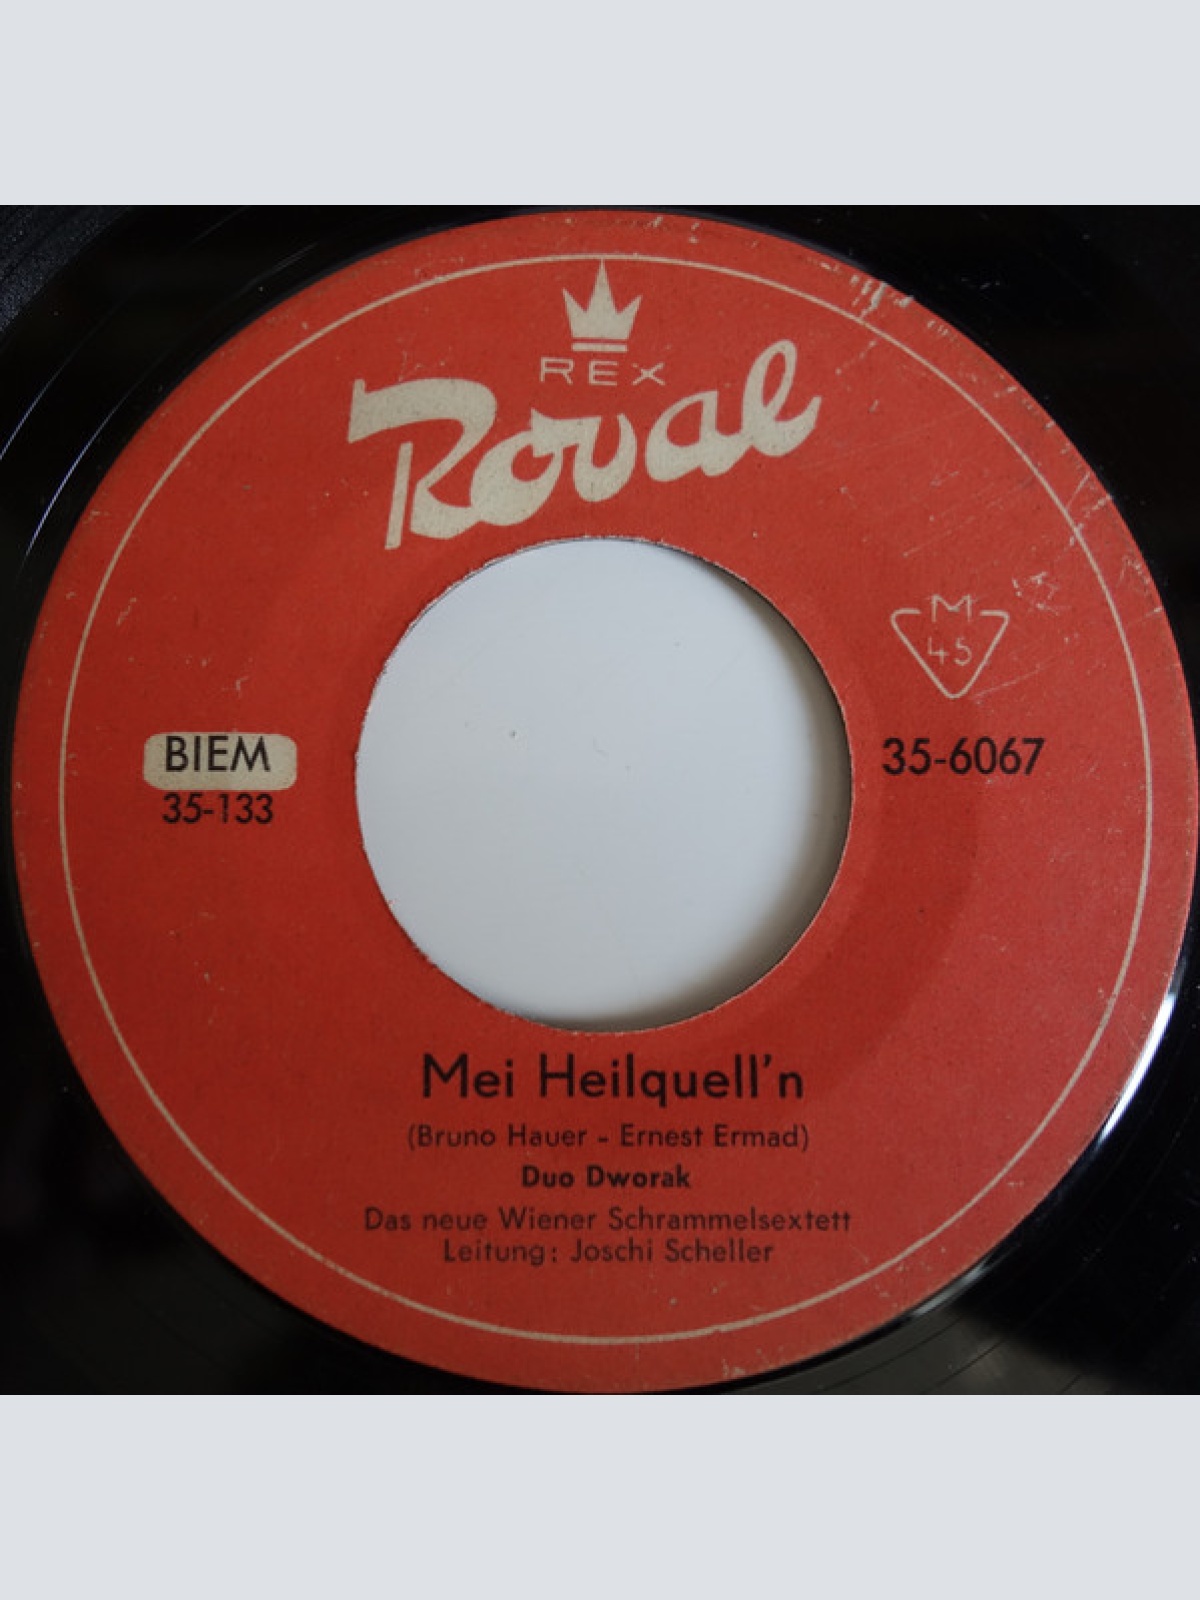 REX
Royal
M
45
BIEM
35-133
35-6067
Mei Heilquell'n
(Bruno Hauer - Ernest Ermad)
Duo Dworak
Das neue Wiener Schrammelsextett
Leitung: Joschi Scheller